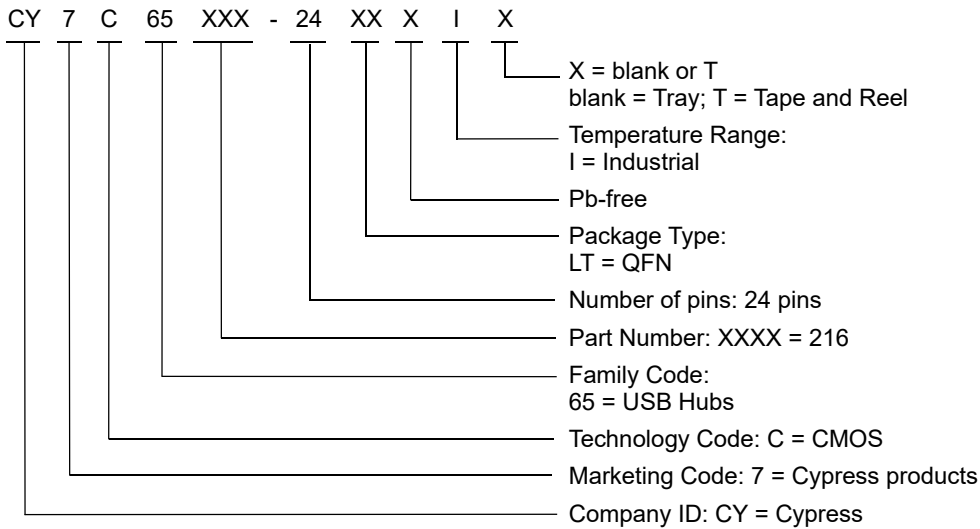 CY 7 C 65 XXX - 24 XX X I X
X = blank or T
blank = Tray; T = Tape and Reel
Temperature Range:
I = Industrial
Pb-free
Package Type:
LT = QFN
Number of pins: 24 pins
Part Number: XXXX = 216
Family Code:
65 = USB Hubs
Technology Code: C = CMOS
Marketing Code: 7 = Cypress products
Company ID: CY = Cypress